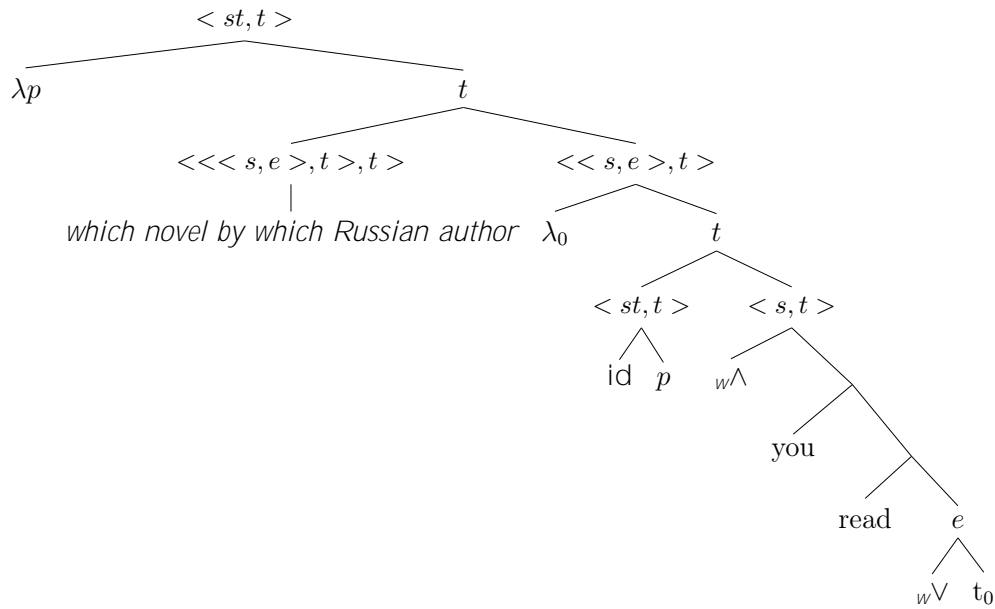 < st, t >
λp
t
<<< s, e >, t >, t >
<< s, e >, t >
which novel by which Russian author
λ₀
t
< st, t >
< s, t >
id
p
w∧
you
read
e
w∨
t₀